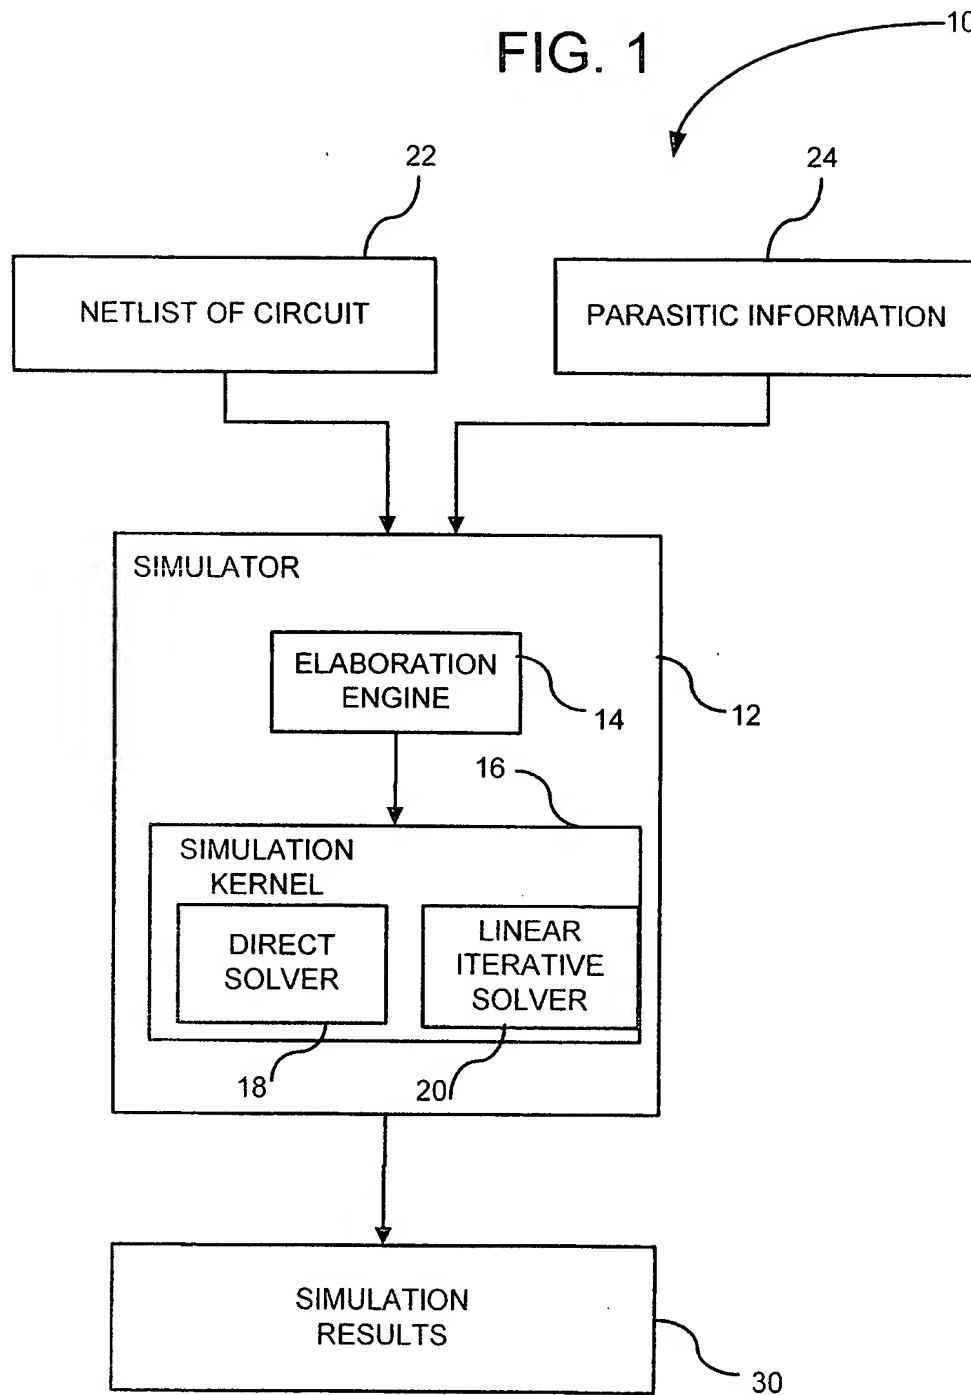 FIG. 1
10
22
24
NETLIST OF CIRCUIT
PARASITIC INFORMATION
SIMULATOR
ELABORATION
ENGINE
14
12
16
SIMULATION
KERNEL
DIRECT
SOLVER
LINEAR
ITERATIVE
SOLVER
18
20
SIMULATION
RESULTS
30